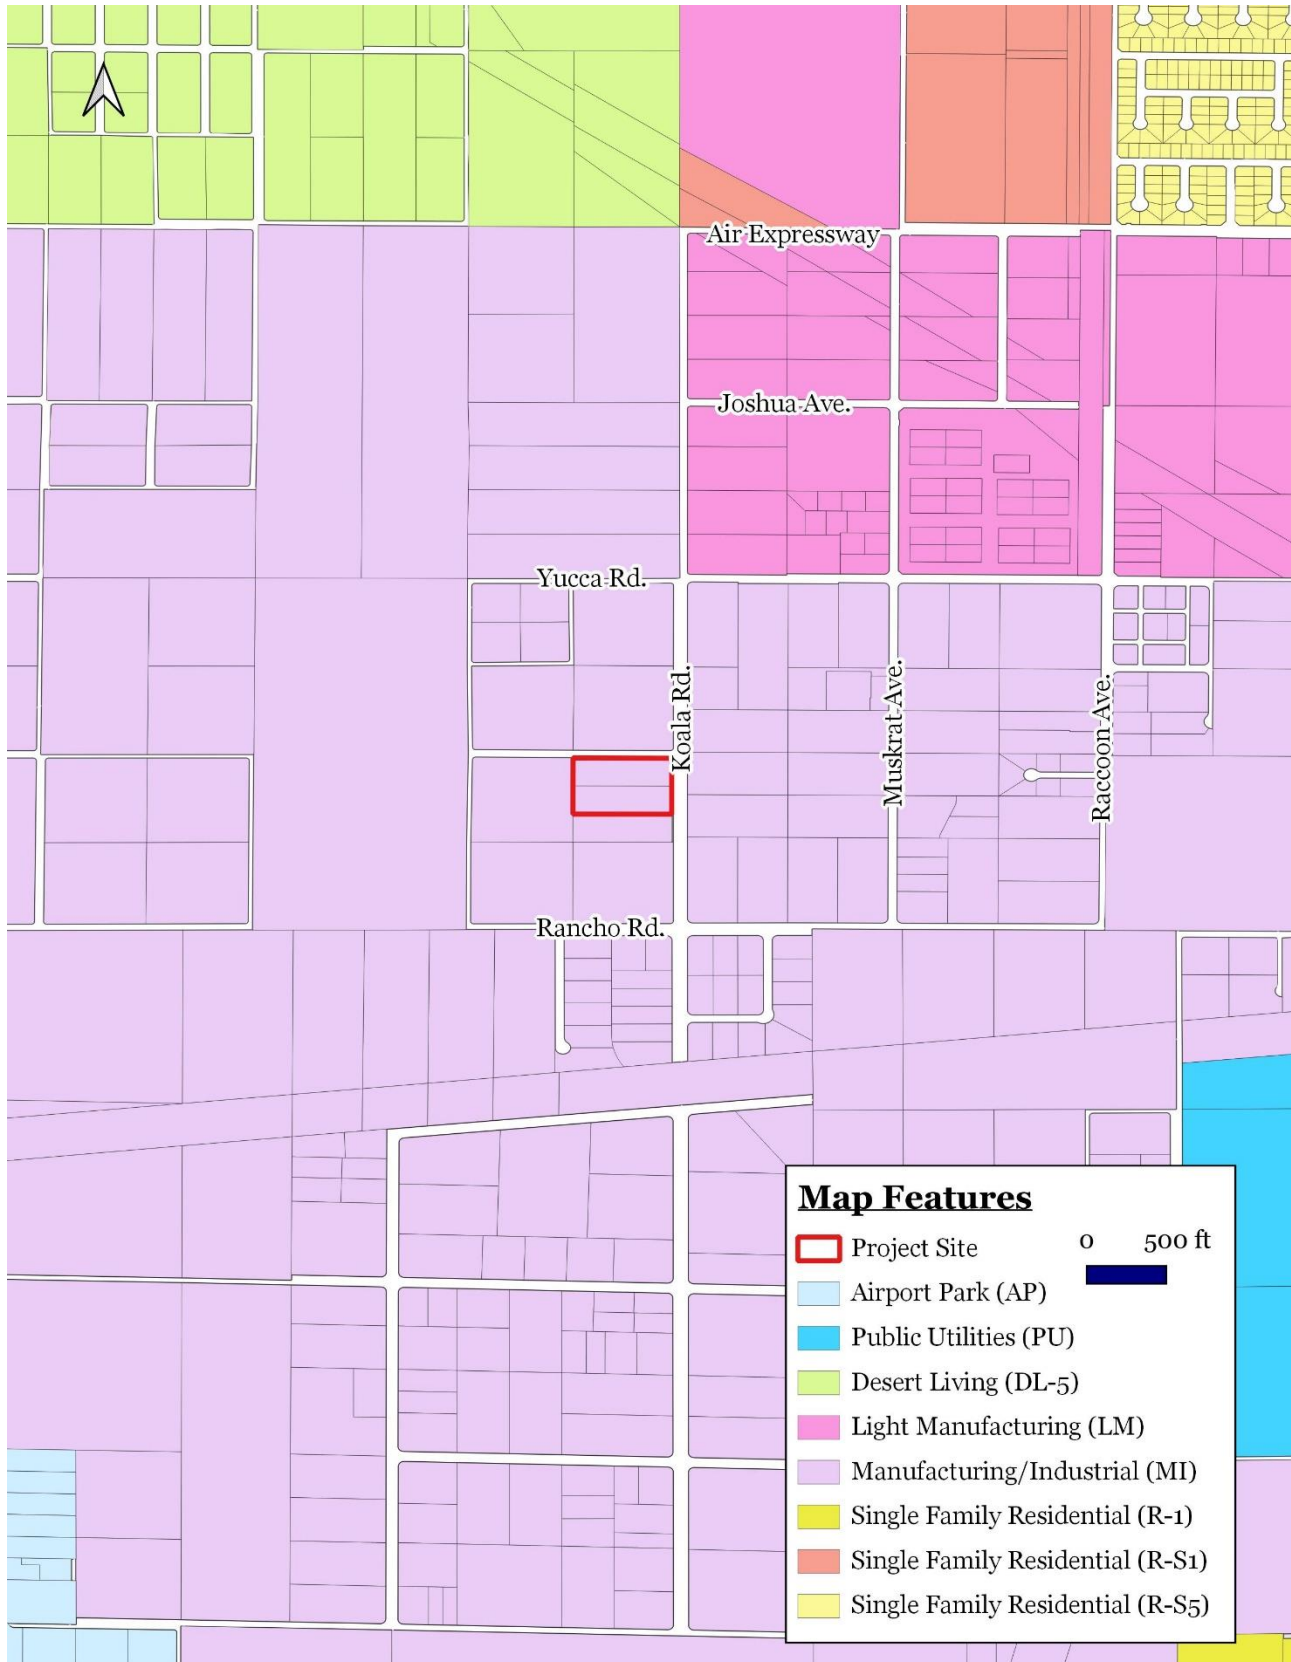 Air Expressway
Joshua Ave.
Yucca Rd.
Koala Rd.
Muskrat Ave.
Raccoon Ave.
Rancho Rd.
Map Features
Project Site
0 500 ft
Airport Park (AP)
Public Utilities (PU)
Desert Living (DL-5)
Light Manufacturing (LM)
Manufacturing/Industrial (MI)
Single Family Residential (R-1)
Single Family Residential (R-S1)
Single Family Residential (R-S5)